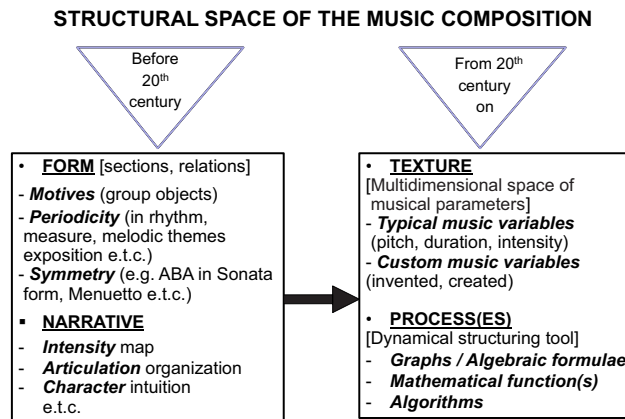 STRUCTURAL SPACE OF THE MUSIC COMPOSITION
Before
20th
century
• FORM [sections, relations]
- Motives (group objects)
- Periodicity (in rhythm,
measure, melodic themes
exposition e.t.c.)
- Symmetry (e.g. ABA in Sonata
form, Menuetto e.t.c.)
▪ NARRATIVE
- Intensity map
- Articulation organization
- Character intuition
e.t.c.
From 20th
century
on
• TEXTURE
[Multidimensional space of
musical parameters]
- Typical music variables
(pitch, duration, intensity)
- Custom music variables
(invented, created)
• PROCESS(ES)
[Dynamical structuring tool]
- Graphs / Algebraic formulae
- Mathematical function(s)
- Algorithms